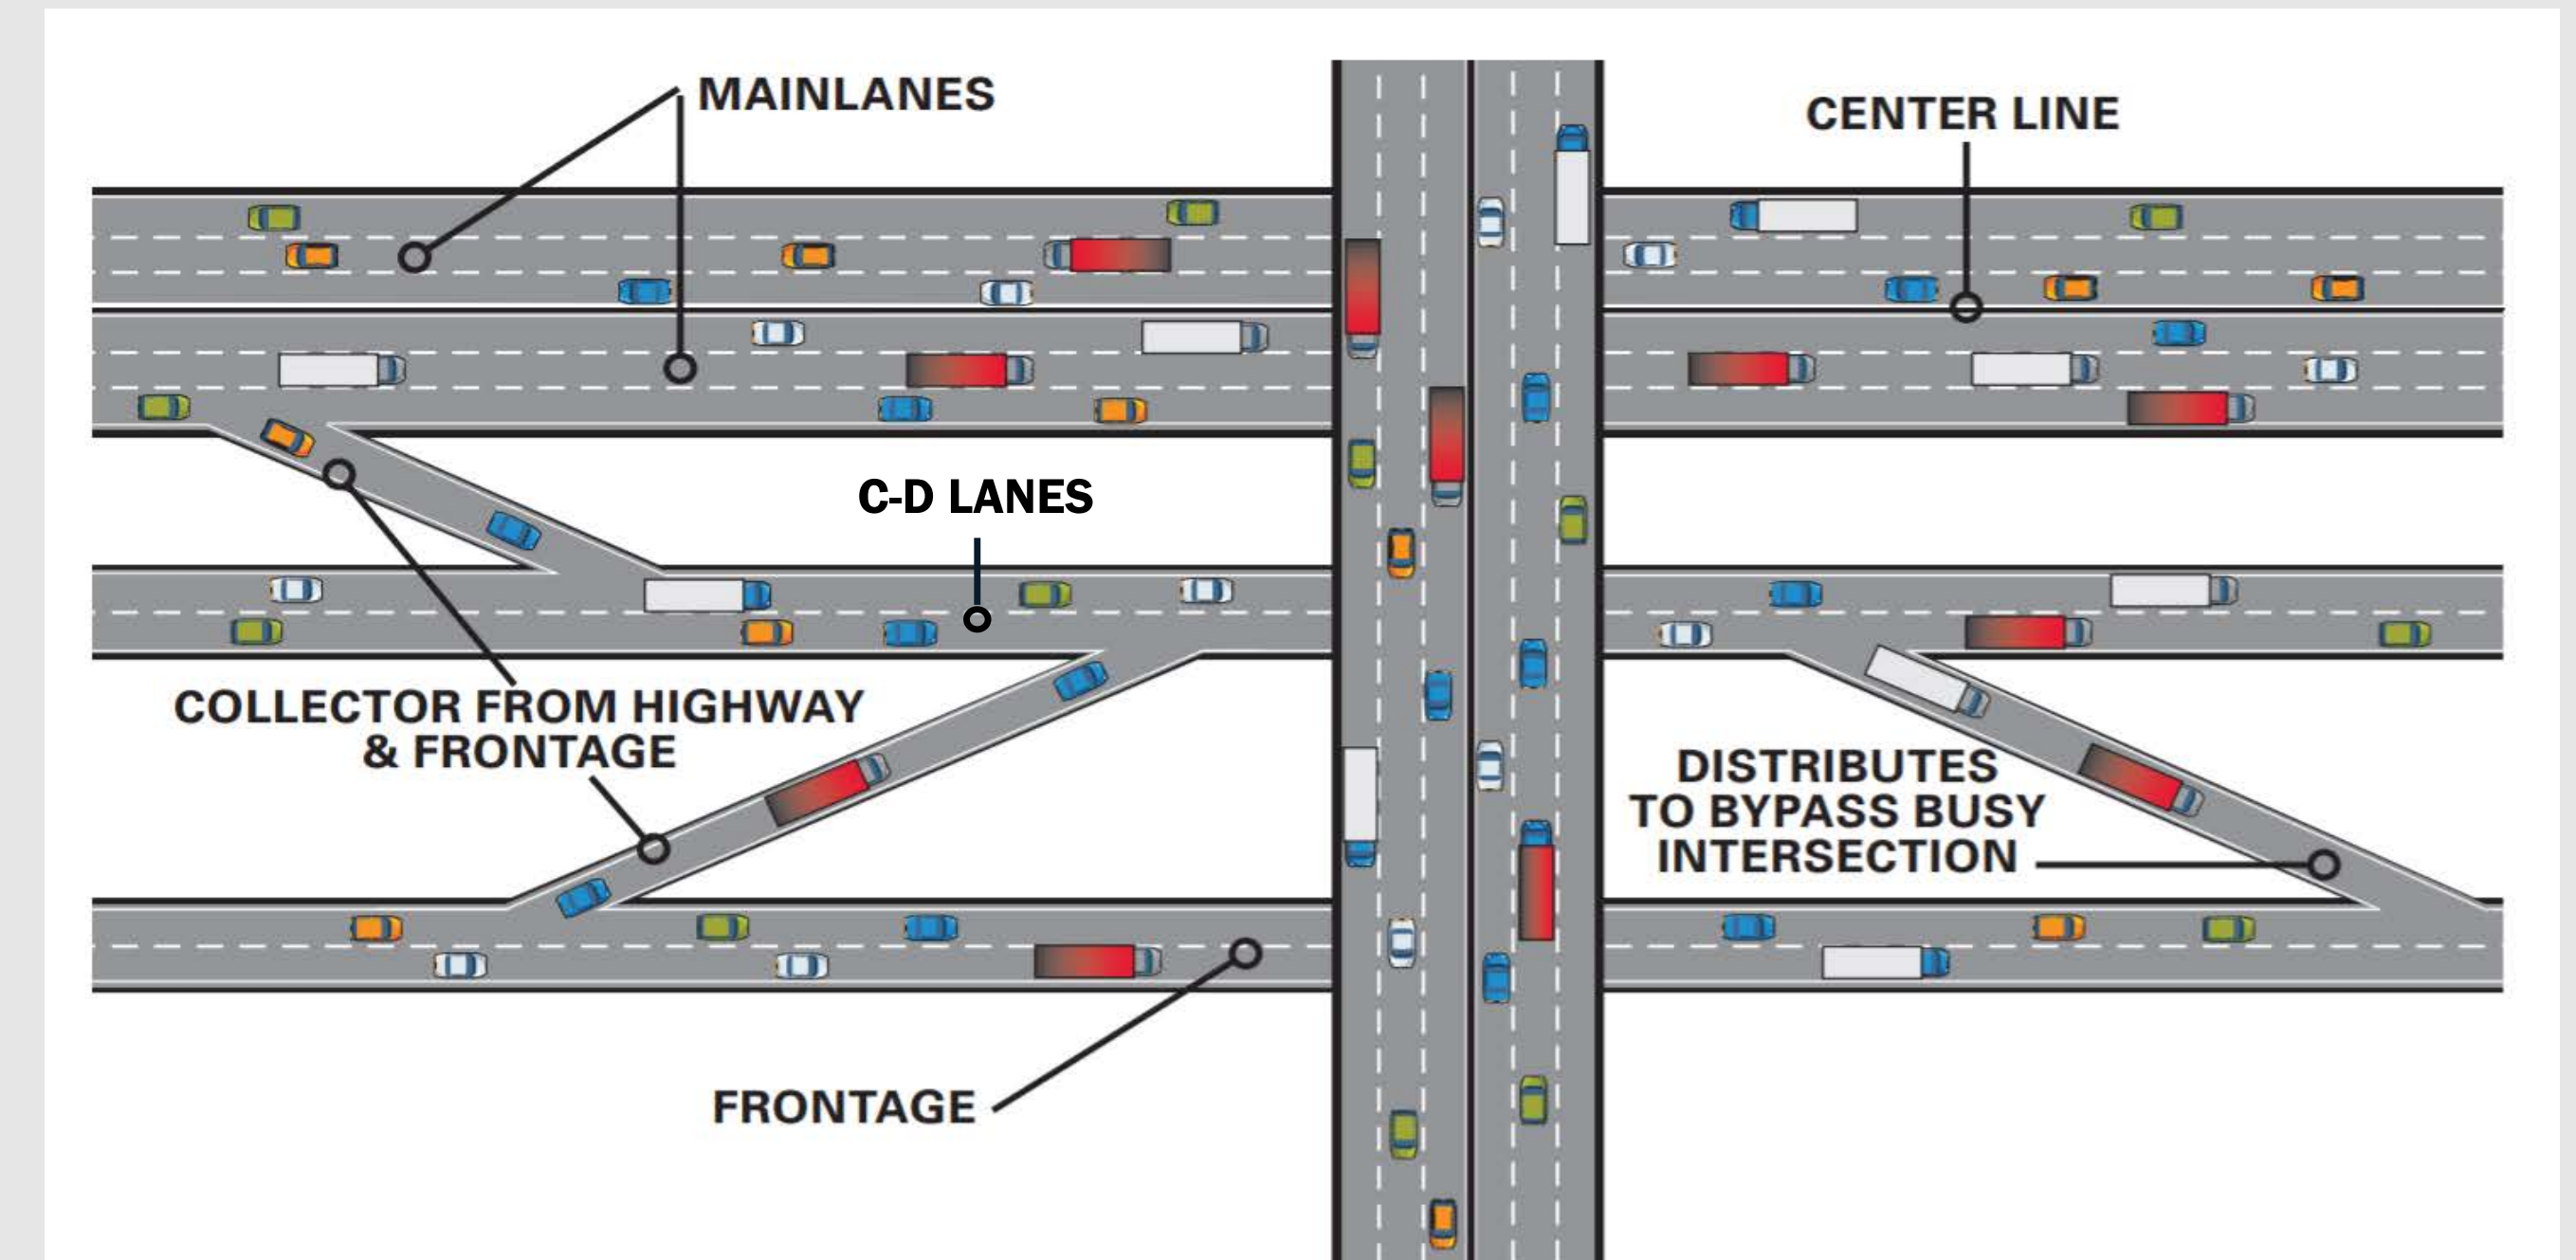 MAINLANES
CENTER LINE
C-D LANES
COLLECTOR FROM HIGHWAY
& FRONTAGE
DISTRIBUTES
TO BYPASS BUSY
INTERSECTION
FRONTAGE